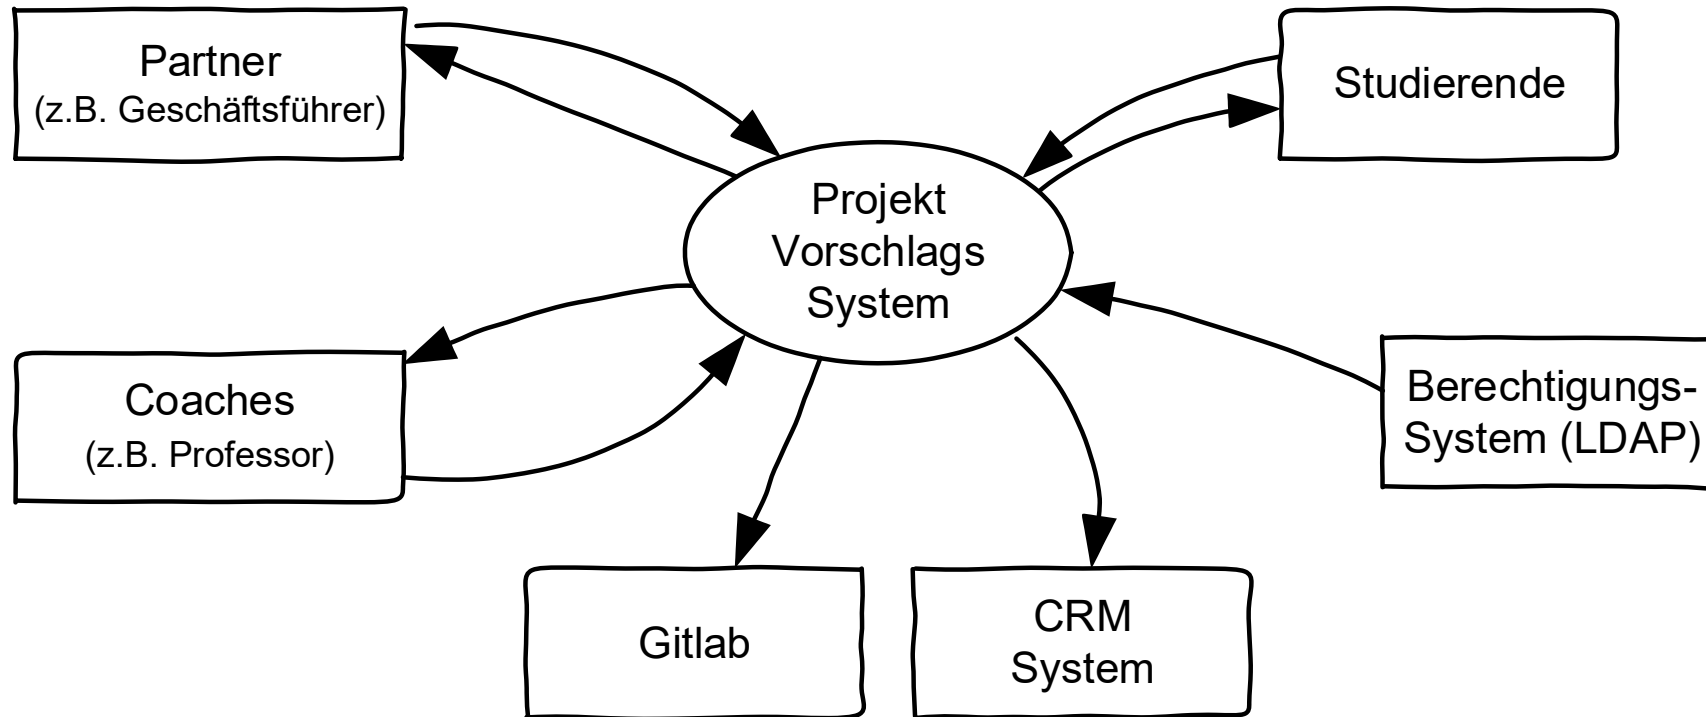 Partner
(z.B. Geschäftsführer)
Studierende
Projekt
Vorschlags
System
Coaches
(z.B. Professor)
Berechtigungs-
System (LDAP)
Gitlab
CRM
System